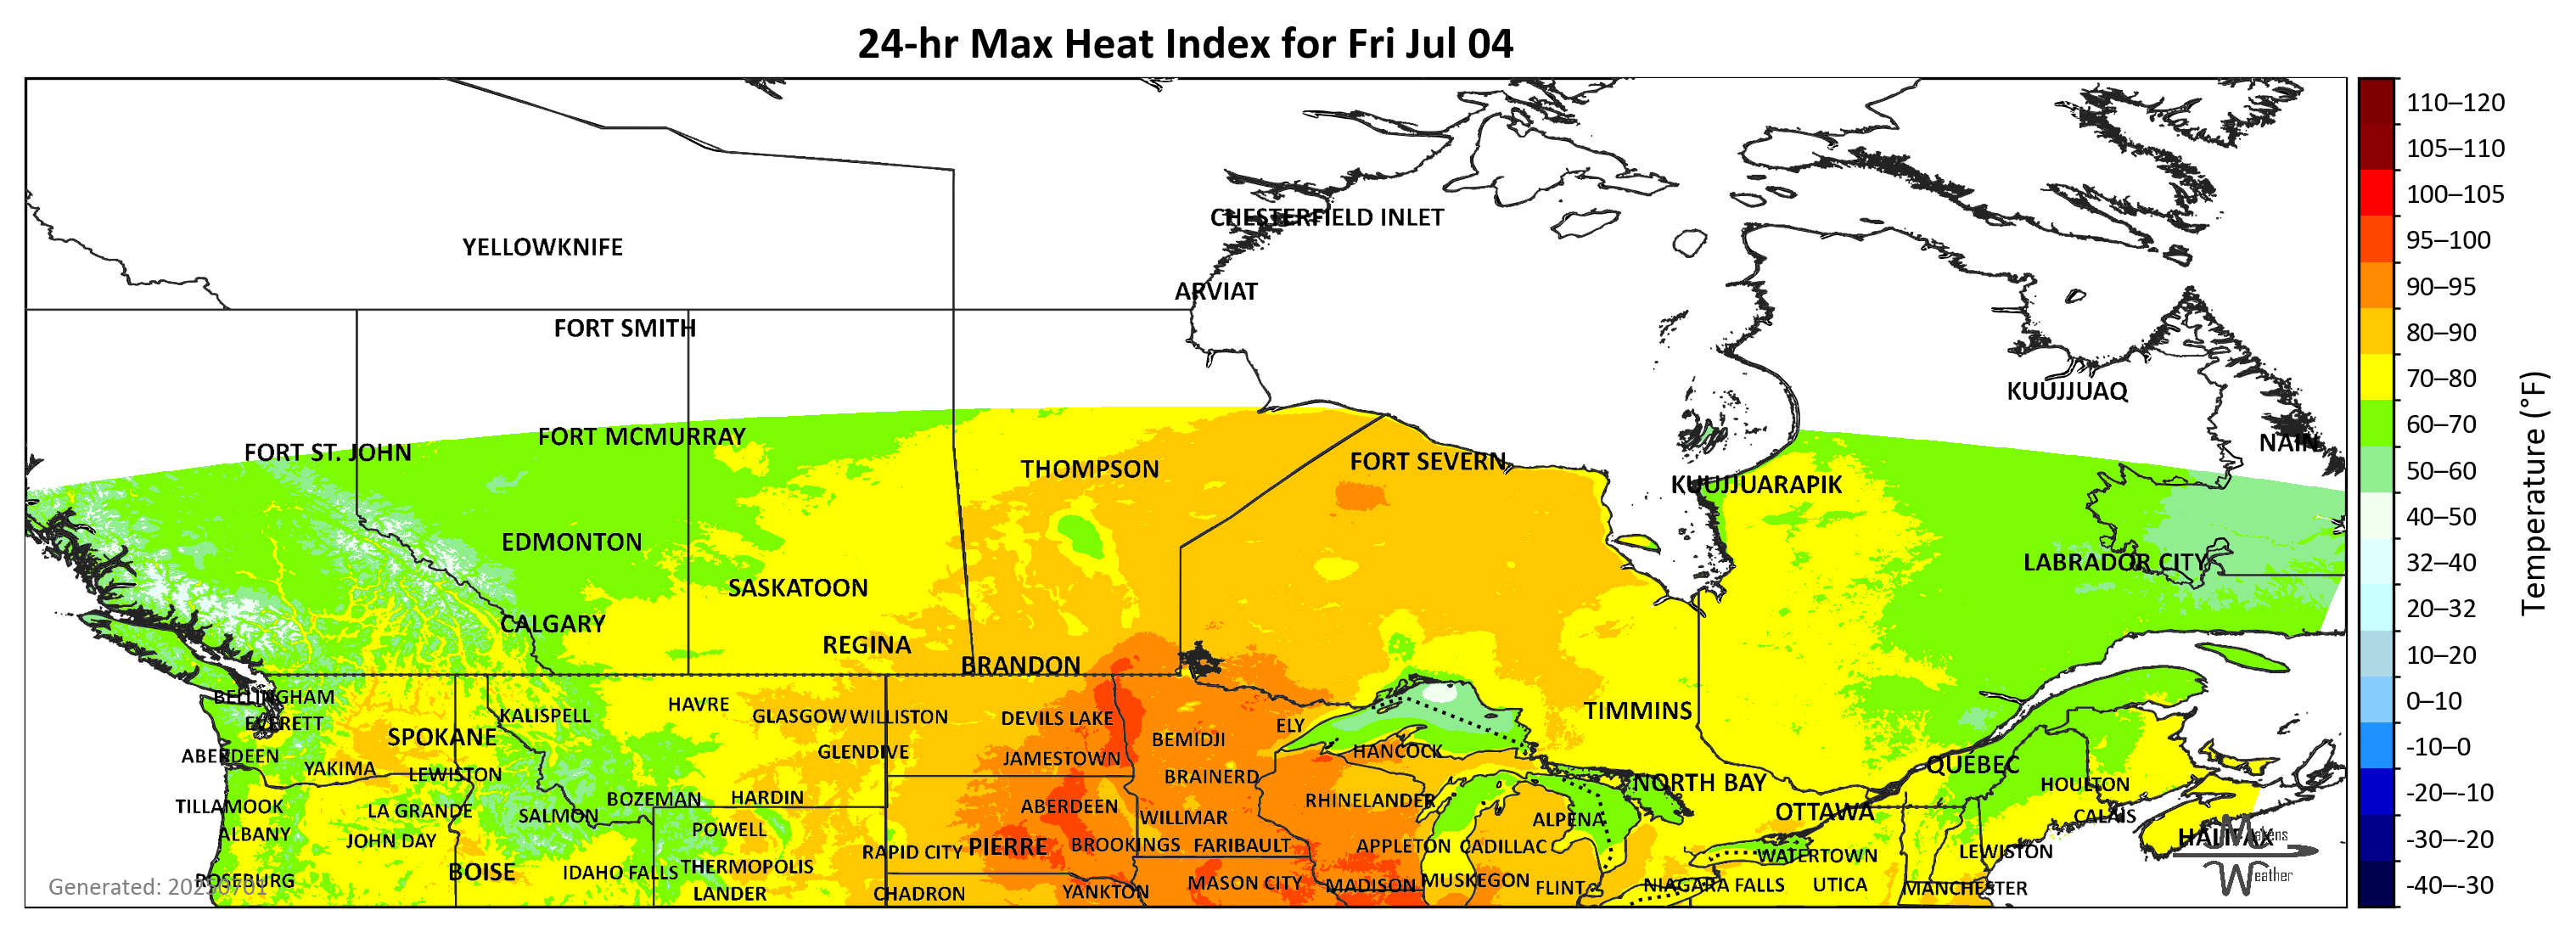 24-hr Max Heat Index for Fri Jul 04
CHESTERFIELD INLET
YELLOWKNIFE
ARVIAT
FORT SMITH
KUUJJUAQ
FORT MCMURRAY
NAIN
FORT ST. JOHN
THOMPSON
FORT SEVERN
KUUJJUARAPIK
EDMONTON
LABRADOR CITY
SASKATOON
CALGARY
REGINA
BRANDON
BELLINGHAM
HAVRE
TIMMINS
KALISPELL
GLASGOW
WILLISTON
DEVILS LAKE
EVERETT
ELY
SPOKANE
BEMIDJI
ABERDEEN
GLENDIVE
JAMESTOWN
HANCOCK
QUÉBEC
YAKIMA
LEWISTON
BRAINERD
NORTH BAY
HOULTON
BOZEMAN
HARDIN
RHINELANDER
TILLAMOOK
LA GRANDE
SALMON
ABERDEEN
WILLMAR
ALPENA
OTTAWA
CALAIS
ALBANY
JOHN DAY
POWELL
HALIFAX
RAPID CITY
PIERRE
BROOKINGS
FARIBAULT
APPLETON
CADILLAC
WATERTOWN
LEWISTON
BOISE
IDAHO FALLS
THERMOPOLIS
ROSEBURG
MASON CITY
MADISON
MUSKEGON
FLINT
NIAGARA FALLS
UTICA
MANCHESTER
LANDER
CHADRON
YANKTON
Generated: 20250701
Weather
110–120
105–110
100–105
95–100
90–95
80–90
70–80
60–70
50–60
40–50
32–40
20–32
10–20
0–10
-10–0
-20–-10
-30–-20
-40–-30
Temperature (°F)